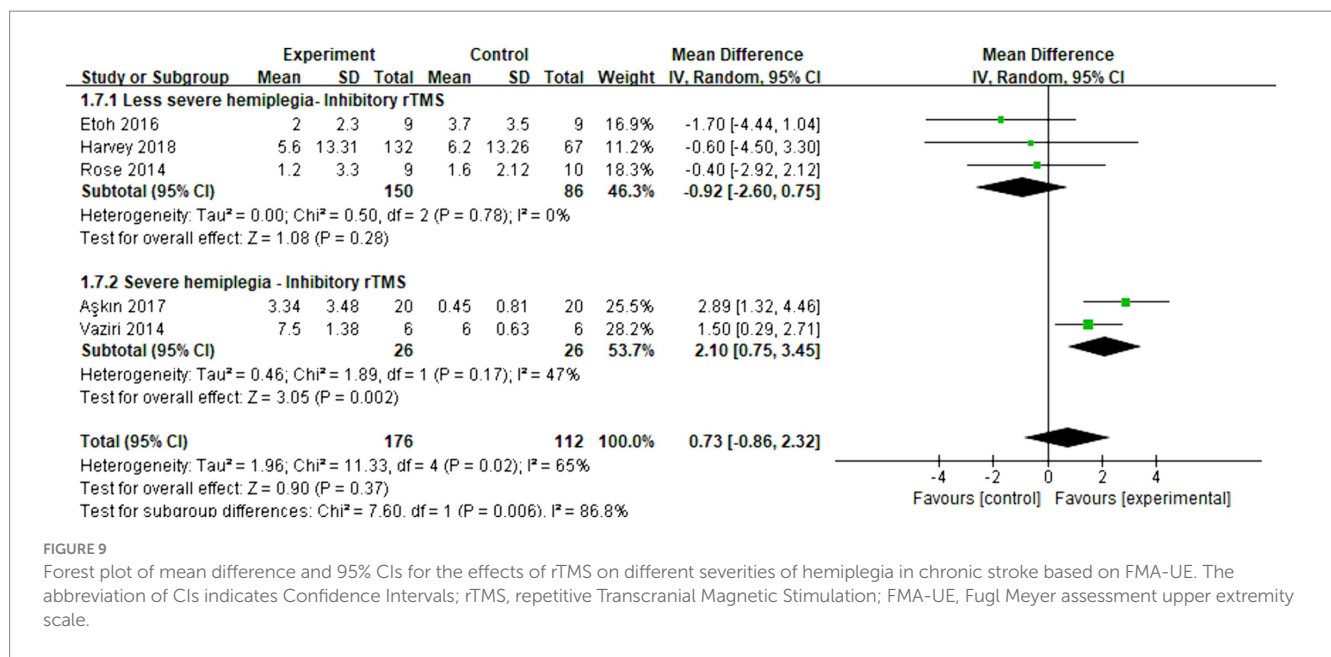 Experiment Control Mean Difference Mean Difference
Study or Subgroup Mean SD Total Mean SD Total Weight IV, Random, 95% CI IV, Random, 95% CI
1.7.1 Less severe hemiplegia- Inhibitory rTMS
Etoh 2016 2 2.3 9 3.7 3.5 9 16.9% -1.70 [-4.44, 1.04]
Harvey 2018 5.6 13.31 132 6.2 13.26 67 11.2% -0.60 [-4.50, 3.30]
Rose 2014 1.2 3.3 9 1.6 2.12 10 18.3% -0.40 [-2.92, 2.12]
Subtotal (95% CI) 150 86 46.3% -0.92 [-2.60, 0.75]
Heterogeneity: Tau² = 0.00; Chi² = 0.50, df = 2 (P = 0.78); I² = 0%
Test for overall effect: Z = 1.08 (P = 0.28)
1.7.2 Severe hemiplegia - Inhibitory rTMS
Aşkın 2017 3.34 3.48 20 0.45 0.81 20 25.5% 2.89 [1.32, 4.46]
Vaziri 2014 7.5 1.38 6 6 0.63 6 28.2% 1.50 [0.29, 2.71]
Subtotal (95% CI) 26 26 53.7% 2.10 [0.75, 3.45]
Heterogeneity: Tau² = 0.46; Chi² = 1.89, df = 1 (P = 0.17); I² = 47%
Test for overall effect: Z = 3.05 (P = 0.002)
Total (95% CI) 176 112 100.0% 0.73 [-0.86, 2.32]
Heterogeneity: Tau² = 1.96; Chi² = 11.33, df = 4 (P = 0.02); I² = 65%
Test for overall effect: Z = 0.90 (P = 0.37)
Test for subgroup differences: Chi² = 7.60, df = 1 (P = 0.006), I² = 86.8%
-4 -2 0 2 4
Favours [control] Favours [experimental]
FIGURE 9
Forest plot of mean difference and 95% CIs for the effects of rTMS on different severities of hemiplegia in chronic stroke based on FMA-UE. The
abbreviation of CIs indicates Confidence Intervals; rTMS, repetitive Transcranial Magnetic Stimulation; FMA-UE, Fugl Meyer assessment upper extremity
scale.